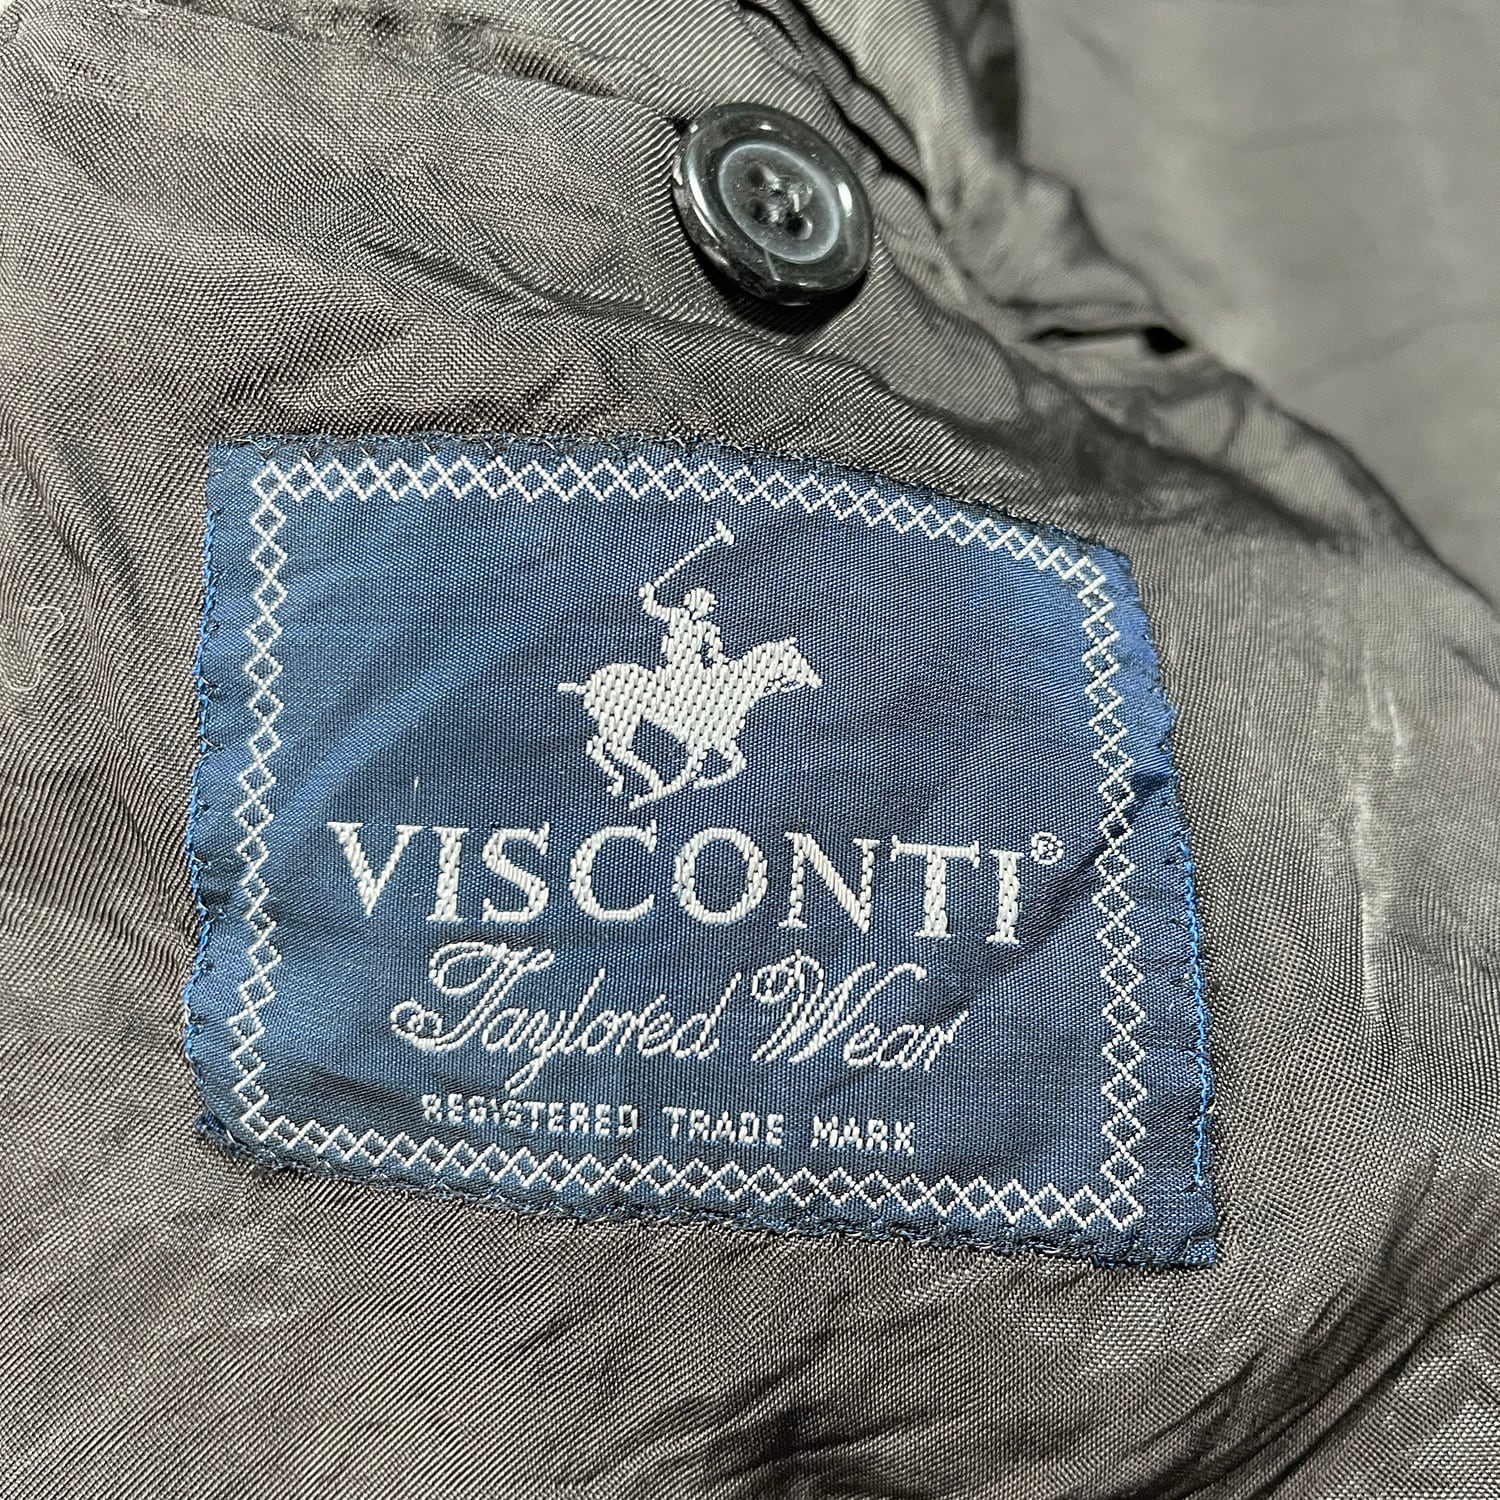 VISCONTI®
Taylored Wear
REGISTERED TRADE MARK